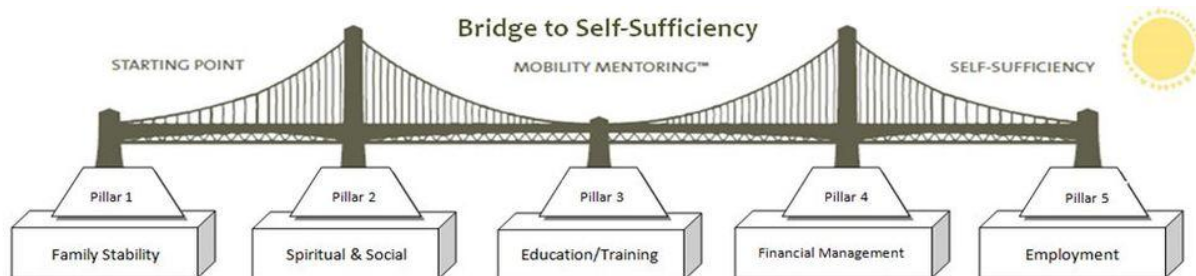 Bridge to Self-Sufficiency
STARTING POINT
MOBILITY MENTORING™
SELF-SUFFICIENCY
Pillar 1
Pillar 2
Pillar 3
Pillar 4
Pillar 5
Family Stability
Spiritual & Social
Education/Training
Financial Management
Employment